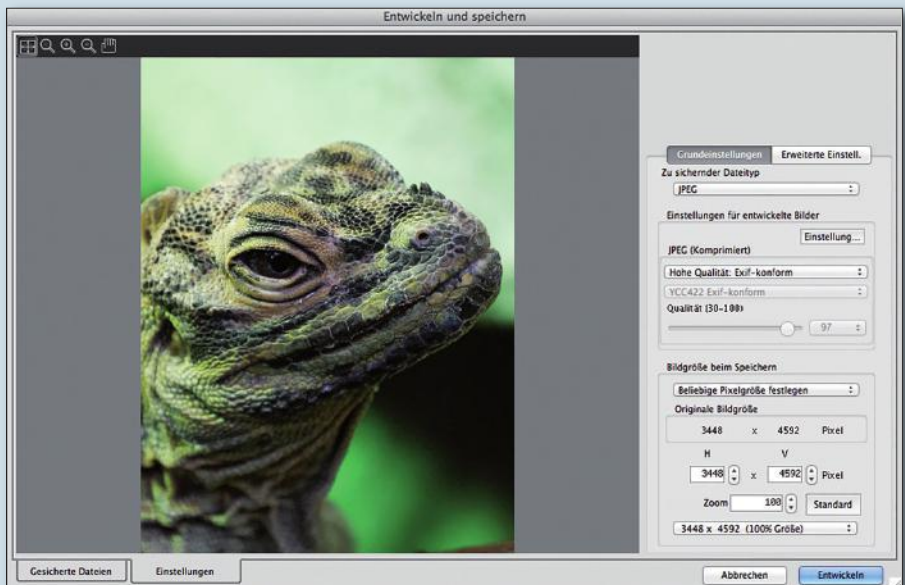 Entwickeln und speichern
Grundeinstellungen Erweiterte Einstell.
Zu sichernder Dateityp
JPEG
Einstellungen für entwickelte Bilder
Einstellung...
JPEG (Komprimiert)
Hohe Qualität: Exif-konform
YCC422 Exif-konform
Qualität (30-100)
97
Bildgröße beim Speichern
Beliebige Pixelgröße festlegen
Originale Bildgröße
3448 x 4592 Pixel
H V
3448 x 4592 Pixel
Zoom 100 Standard
3448 x 4592 (100% Größe)
Gesicherte Dateien Einstellungen
Abbrechen Entwickeln